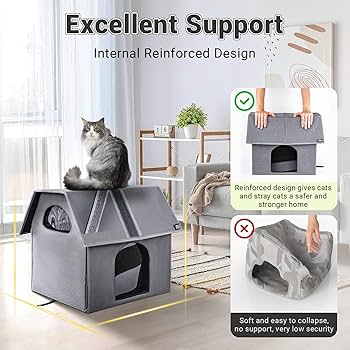 Excellent Support
Internal Reinforced Design
Reinforced design gives cats
and stray cats a safer and
stronger home
Soft and easy to collapse,
no support, very low security